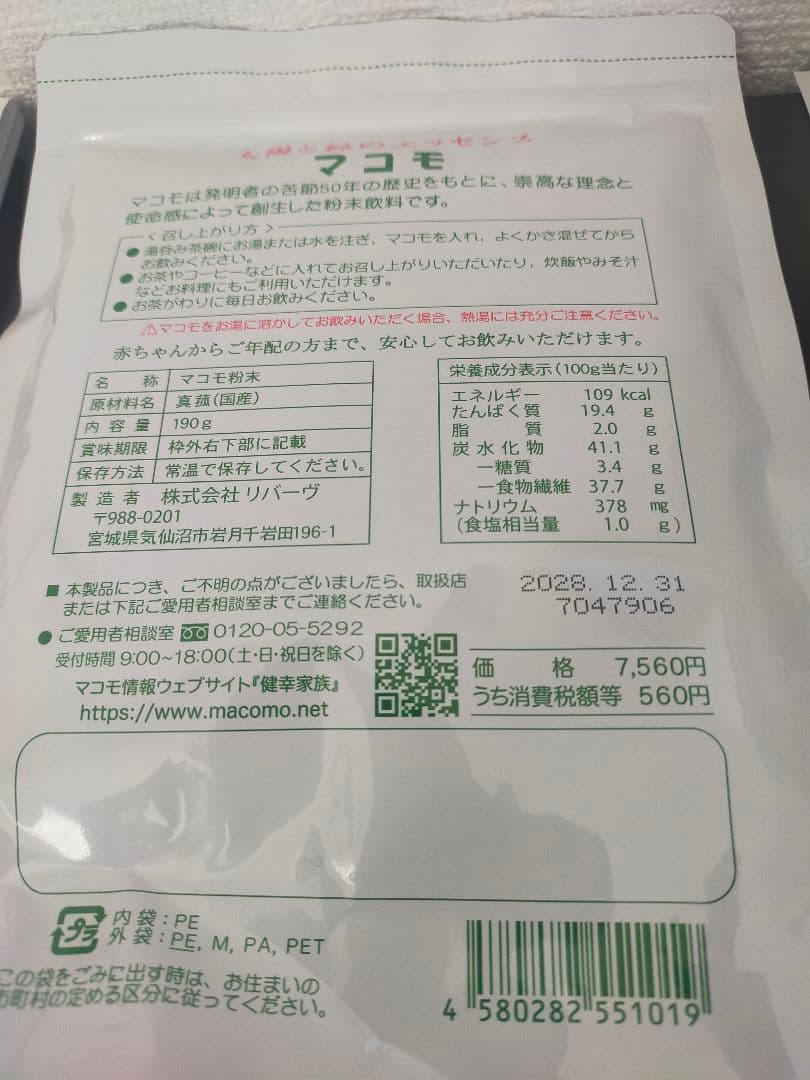 太陽と緑のエッセンス
マコモ
マコモは発明者の苦節50年の歴史をもとに、崇高な理念と
使命感によって創生した粉末飲料です。
〈 召し上がり方 〉
● 湯呑み茶碗にお湯または水を注ぎ，マコモを入れ，よくかき混ぜてから
お飲みください。
● お茶やコーヒーなどに入れてお召し上がりいただいたり，炊飯やみそ汁
などお料理にもご利用いただけます。
● お茶がわりに毎日お飲みください。
⚠マコモをお湯に溶かしてお飲みいただく場合、熱湯には充分ご注意ください。
赤ちゃんからご年配の方まで、安心してお飲みいただけます。
名称 マコモ粉末
原材料名 真菰(国産)
内容量 190g
賞味期限 枠外右下部に記載
保存方法 常温で保存してください。
製造者 株式会社 リバーヴ
〒988-0201
宮城県気仙沼市岩月千岩田196-1
栄養成分表示(100g当たり)
エネルギー 109 kcal
たんぱく質 19.4 g
脂質 2.0 g
炭水化物 41.1 g
－糖質 3.4 g
－食物繊維 37.7 g
ナトリウム 378 mg
(食塩相当量 1.0 g)
■ 本製品につき、ご不明の点がございましたら、取扱店
または下記ご愛用者相談室までご連絡ください。
● ご愛用者相談室 0120-05-5292
受付時間 9:00~18:00(土・日・祝日を除く)
マコモ情報ウェブサイト『健幸家族』
https://www.macomo.net
2028. 12. 31
7047906
価格 7,560円
うち消費税額等 560円
プラ
内袋：PE
外袋：PE, M, PA, PET
この袋をごみに出す時は、お住まいの
市町村の定める区分に従ってください。
4 580282 551019